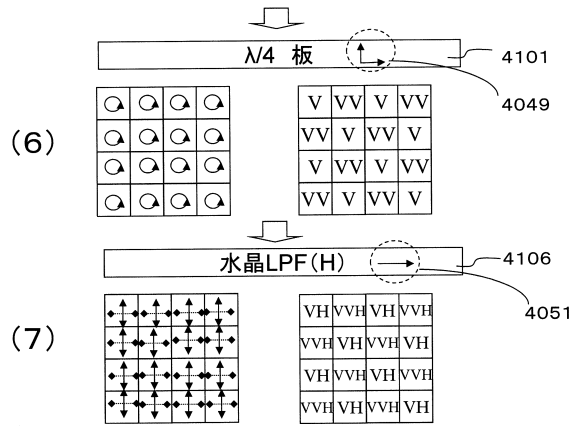 λ/4 板
4101
4049
(6)
V VV V VV
VV V VV V
V VV V VV
VV V VV V
水晶LPF(H)
4106
4051
(7)
VH VVH VH VVH
VVH VH VVH VH
VH VVH VH VVH
VVH VH VVH VH